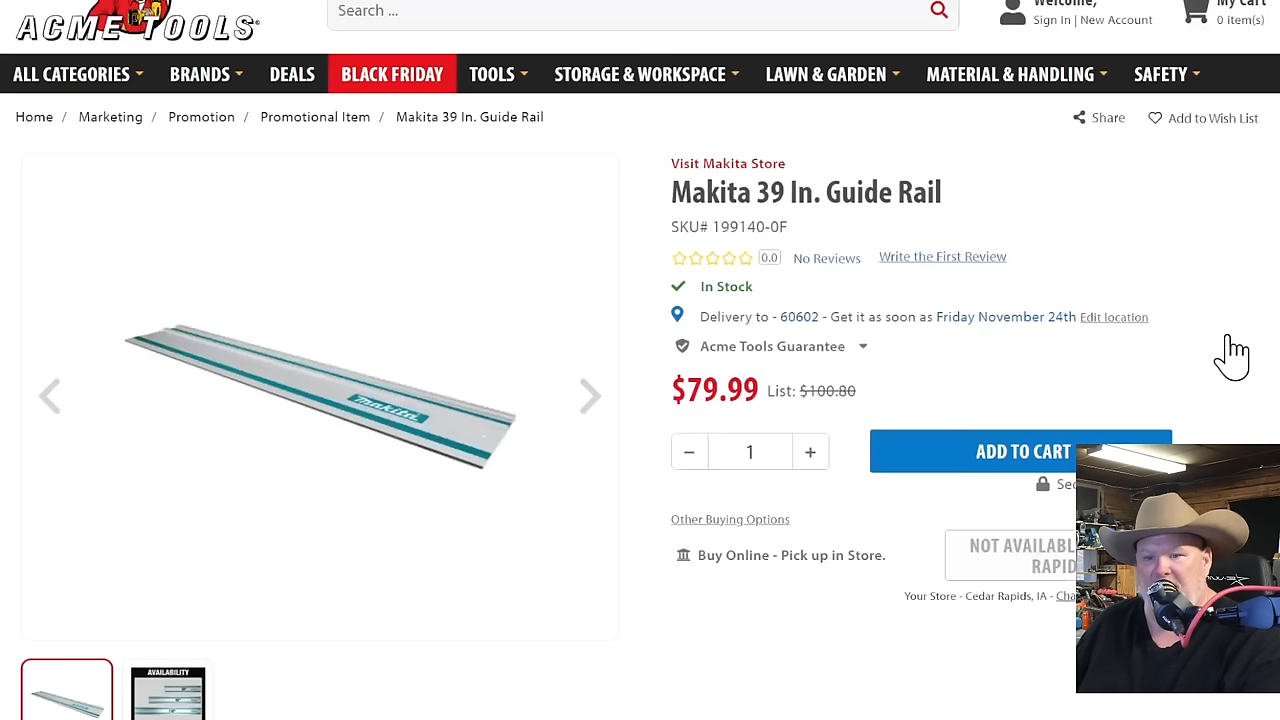 ACME TOOLS
Search ...
Welcome,
Sign In | New Account
My Cart
0 item(s)
ALL CATEGORIES BRANDS DEALS BLACK FRIDAY TOOLS STORAGE & WORKSPACE LAWN & GARDEN MATERIAL & HANDLING SAFETY
Home / Marketing / Promotion / Promotional Item / Makita 39 In. Guide Rail
Share Add to Wish List
Visit Makita Store
Makita 39 In. Guide Rail
SKU# 199140-0F
0.0 No Reviews Write the First Review
In Stock
Delivery to - 60602 - Get it as soon as Friday November 24th Edit location
Acme Tools Guarantee
$79.99 List: $100.80
1 ADD TO CART
Sec
Other Buying Options
Buy Online - Pick up in Store.
NOT AVAILABL
RAPID
Your Store - Cedar Rapids, IA - Cha
Makita
AVAILABILITY